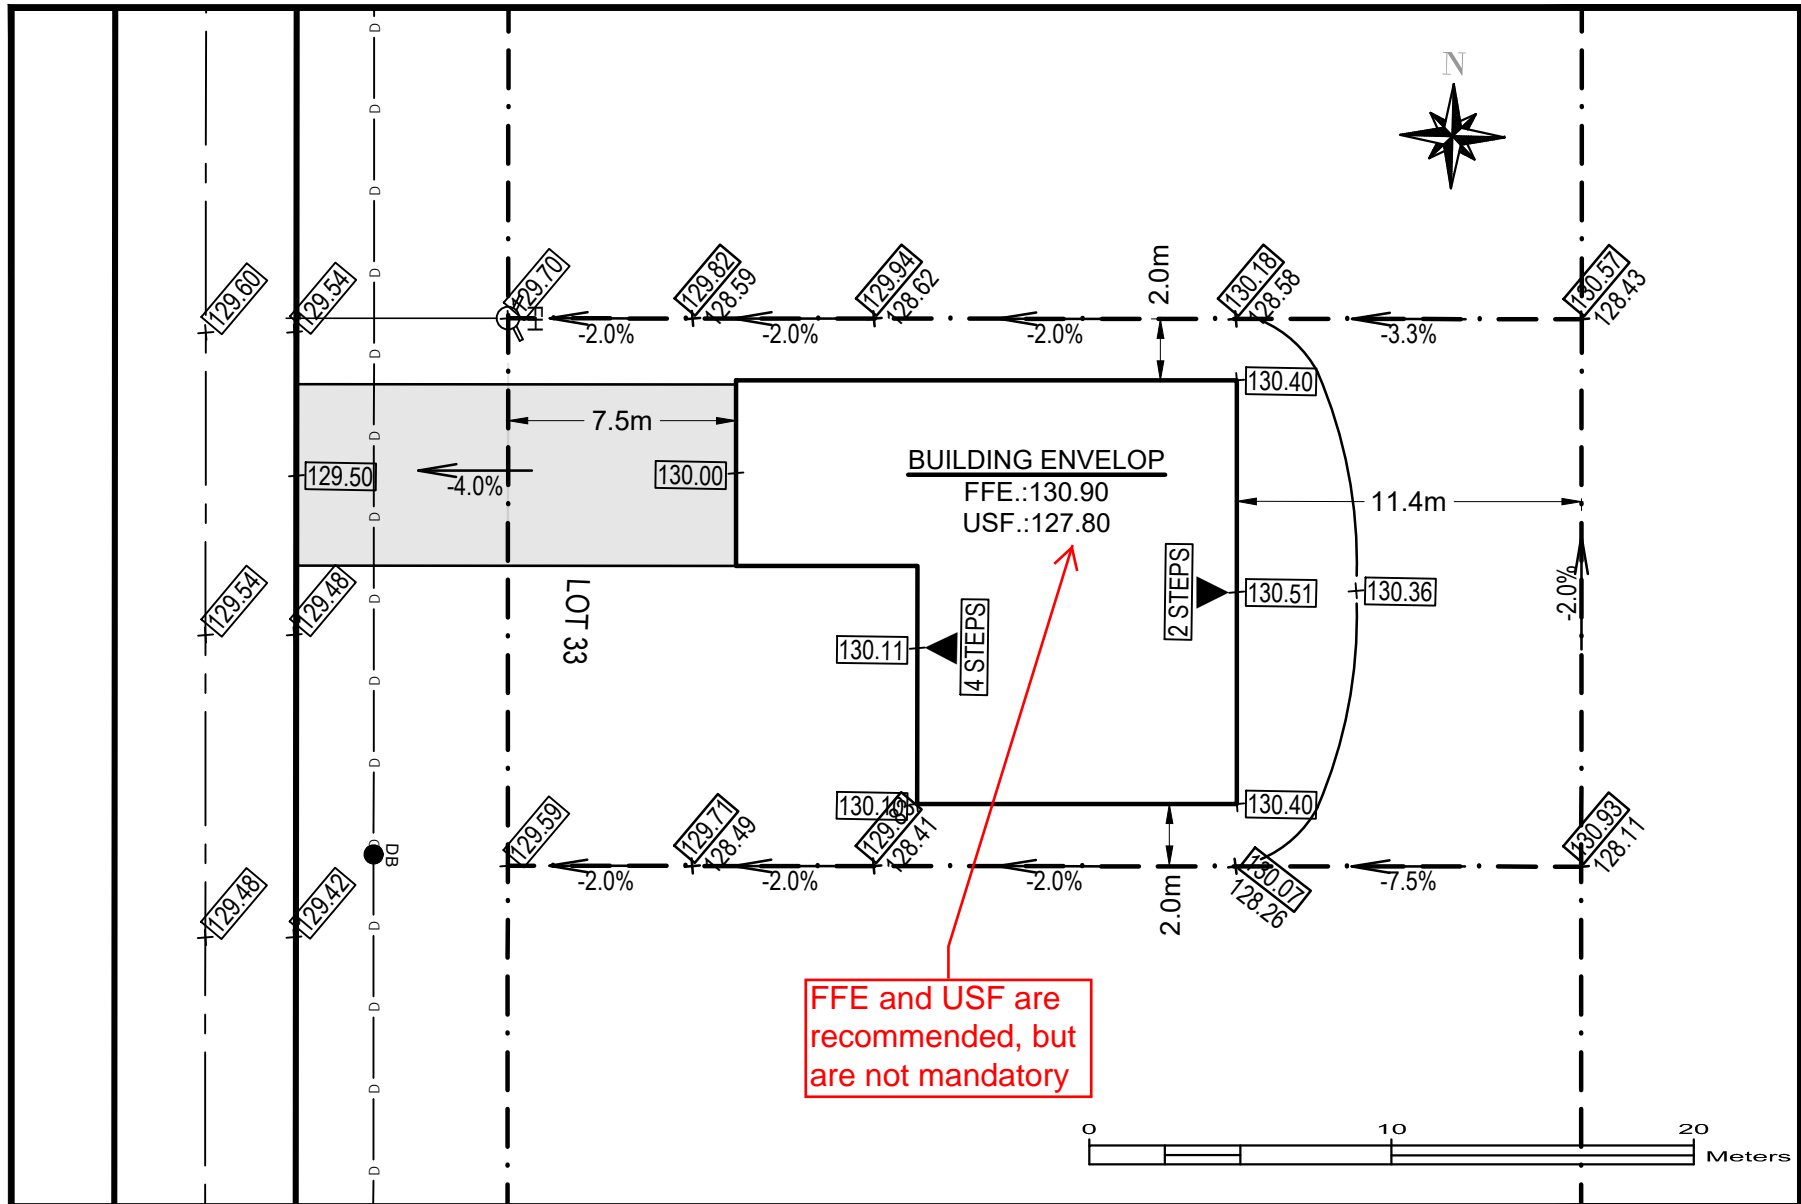 N
129.60
129.54
129.70
129.82
128.59
129.94
128.62
2.0m
130.18
128.58
130.57
128.43
-2.0%
-2.0%
-2.0%
-3.3%
130.40
7.5m
129.50
-4.0%
130.00
BUILDING ENVELOP
FFE.:130.90
USF.:127.80
11.4m
129.54
129.48
LOT 33
130.11
4 STEPS
2 STEPS
130.51
130.36
-2.0%
129.59
129.71
128.49
128.41
130.40
DB
129.48
129.42
-2.0%
-2.0%
-2.0%
2.0m
130.07
128.26
-7.5%
130.93
128.11
FFE and USF are
recommended, but
are not mandatory
0 10 20
Meters
D
D
D
D
D
D
D
D
D
D
D
D
D